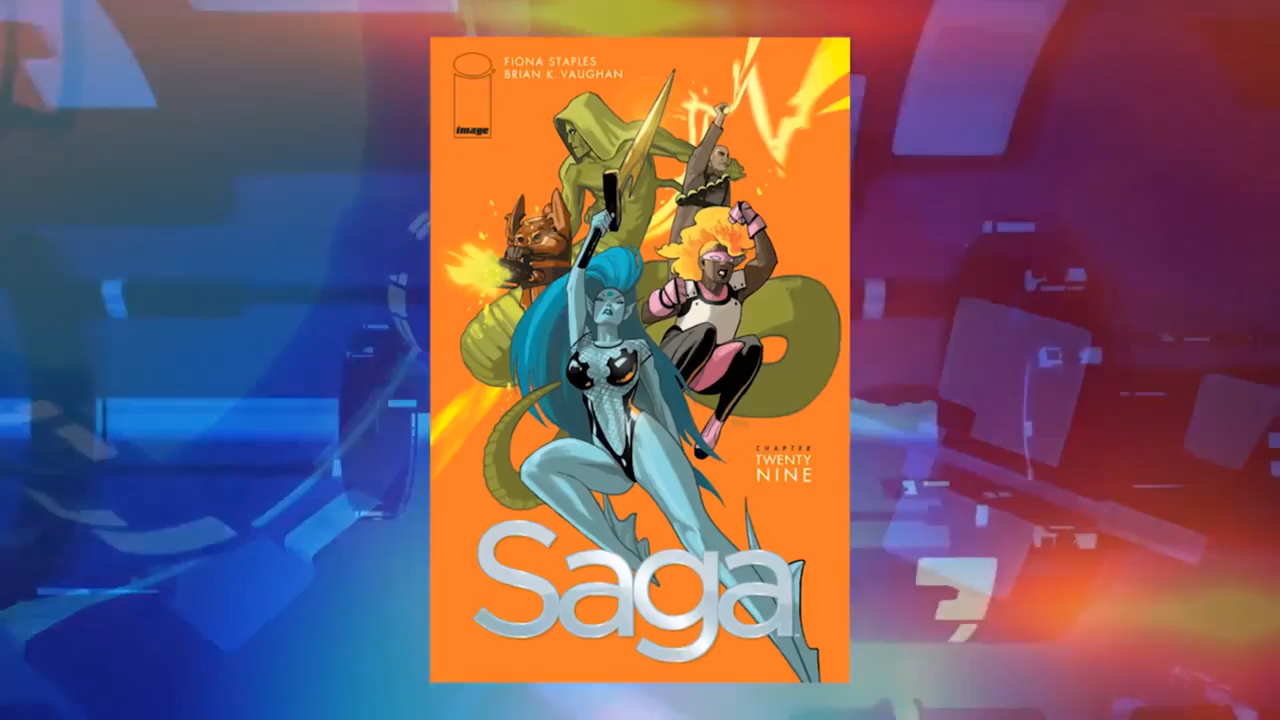 FIONA STAPLES
BRIAN K. VAUGHAN
image
CHAPTER
TWENTY
NINE
Saga